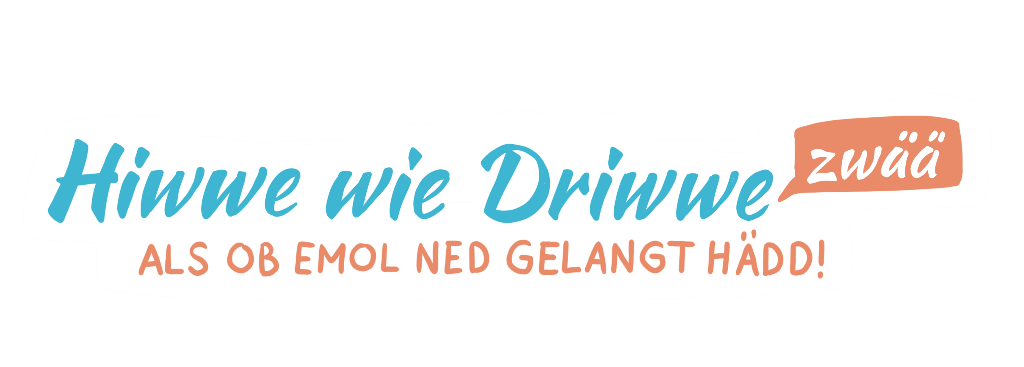 Hiwwe wie Driwwe zwää
ALS OB EMOL NED GELANGT HÄDD!